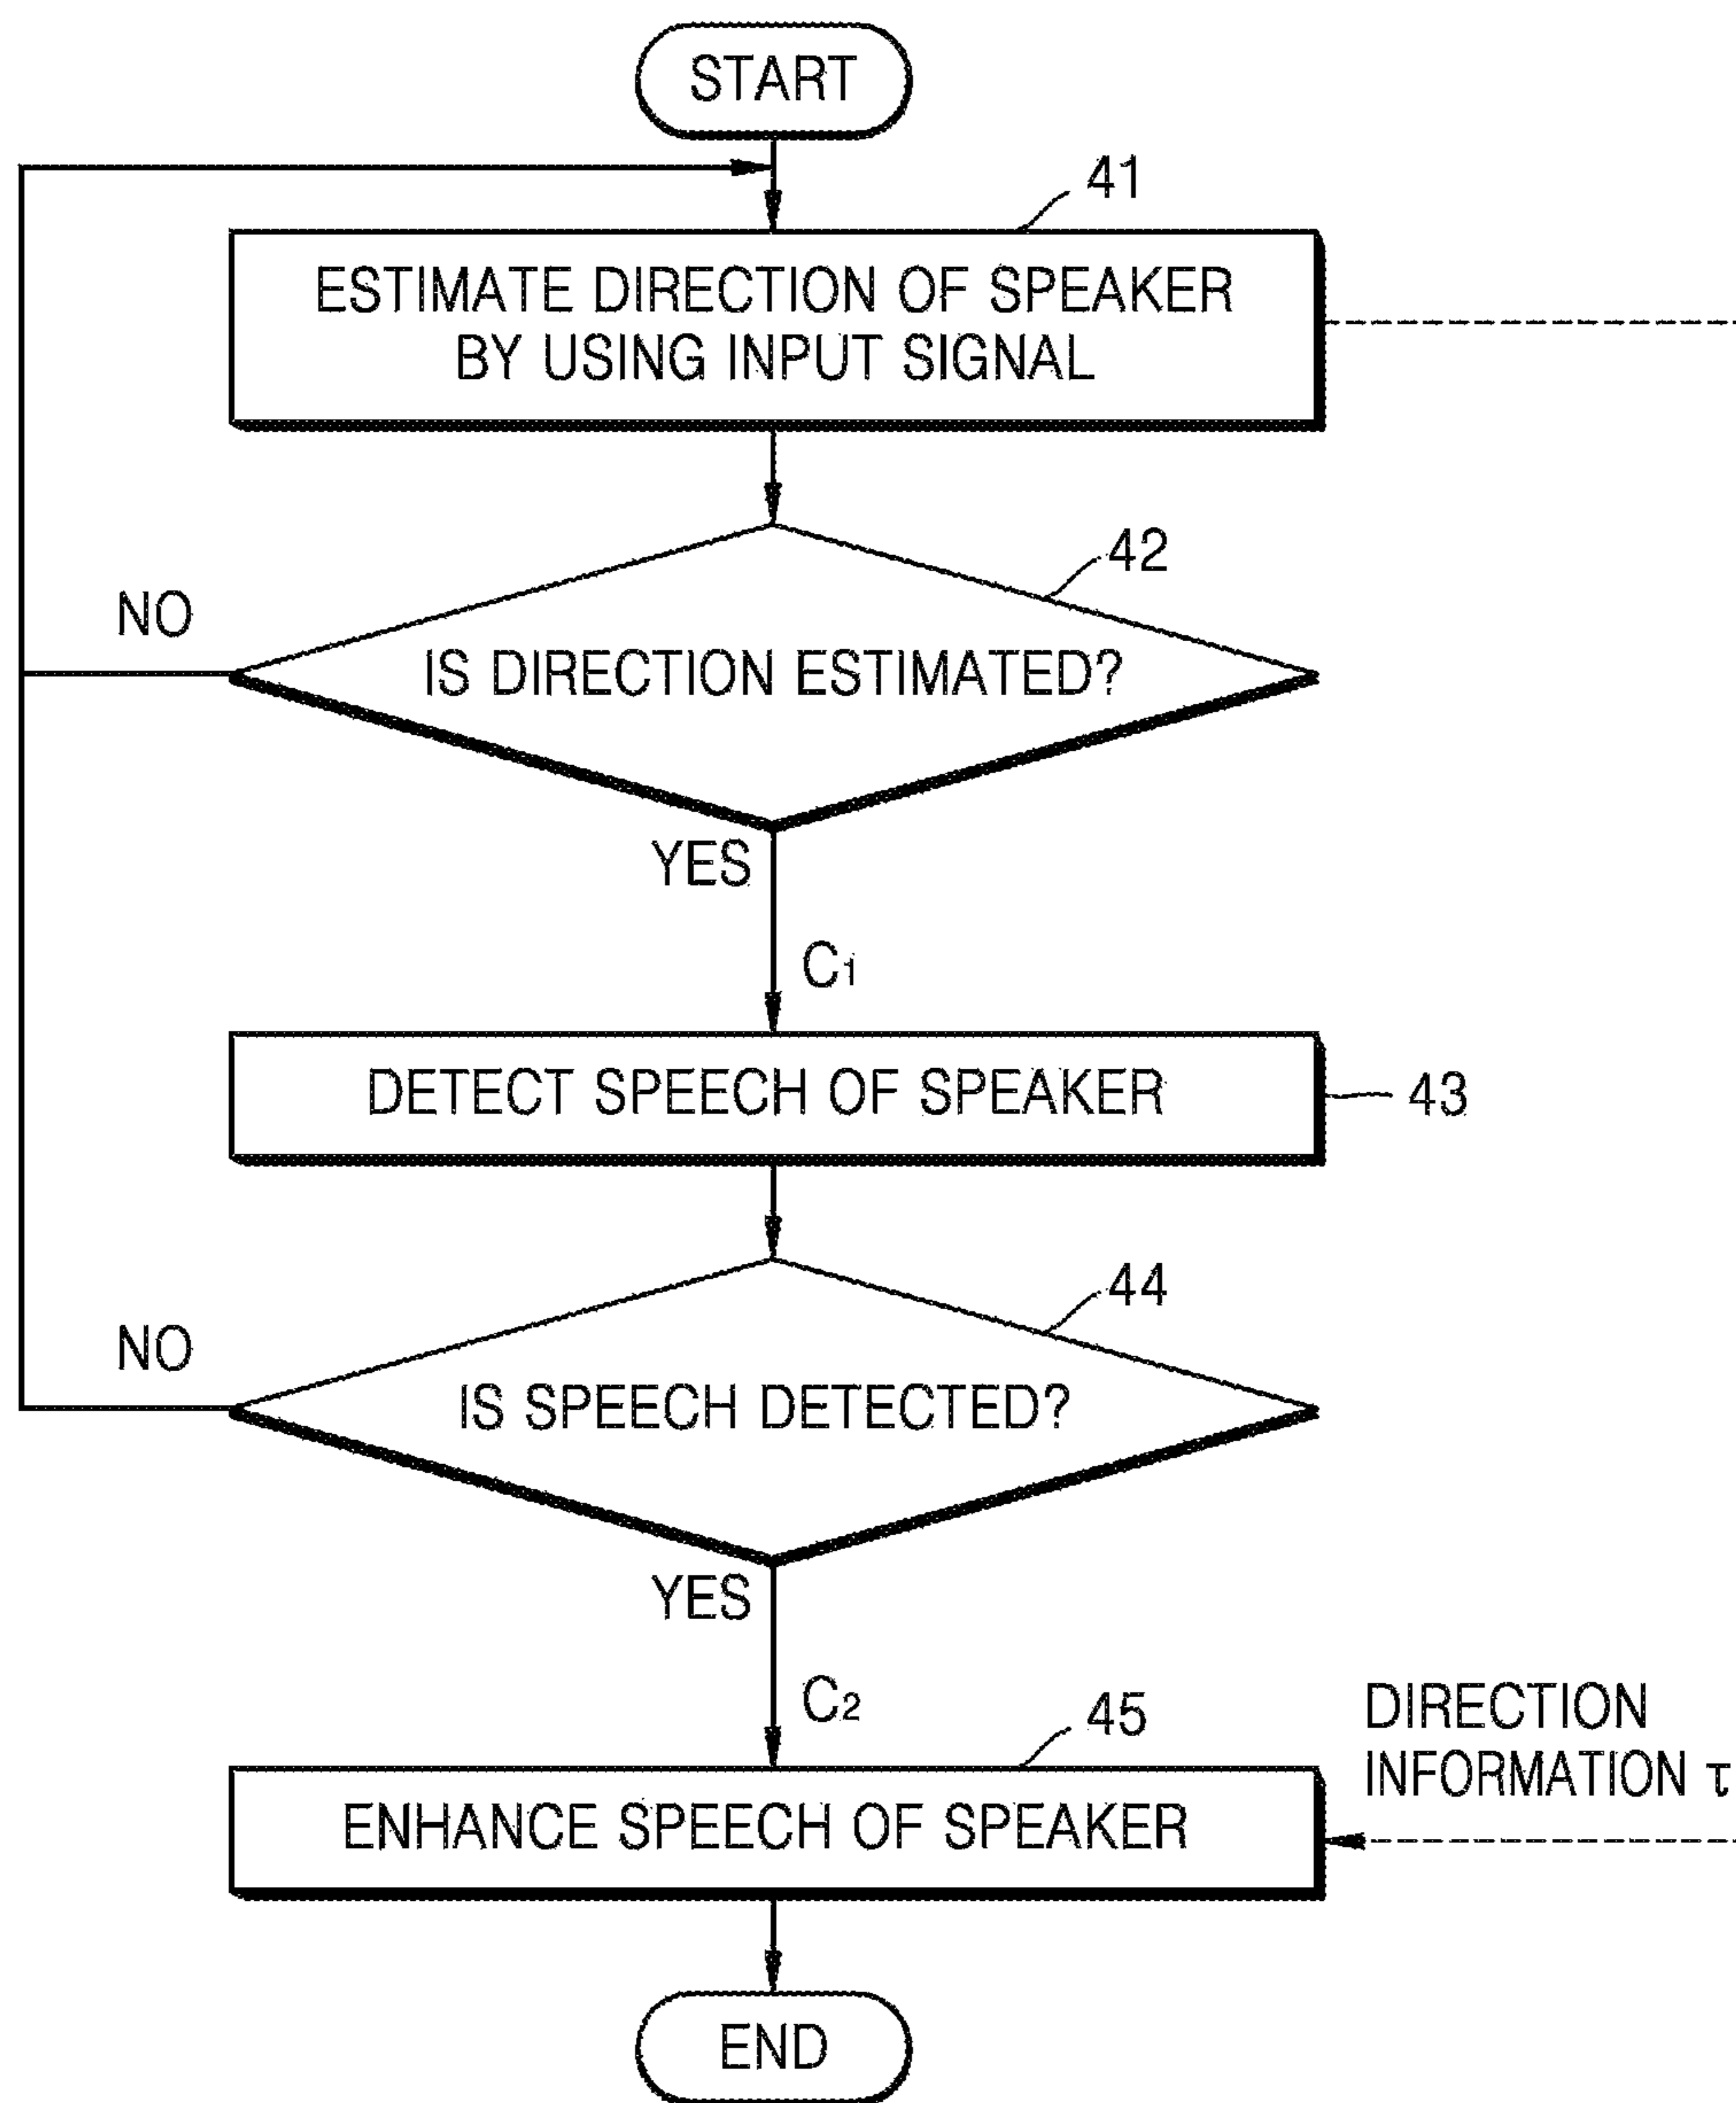 START
41
ESTIMATE DIRECTION OF SPEAKER
BY USING INPUT SIGNAL
42
NO
IS DIRECTION ESTIMATED?
YES
C₁
DETECT SPEECH OF SPEAKER
43
44
NO
IS SPEECH DETECTED?
YES
C₂
45
DIRECTION
INFORMATION τ
ENHANCE SPEECH OF SPEAKER
END